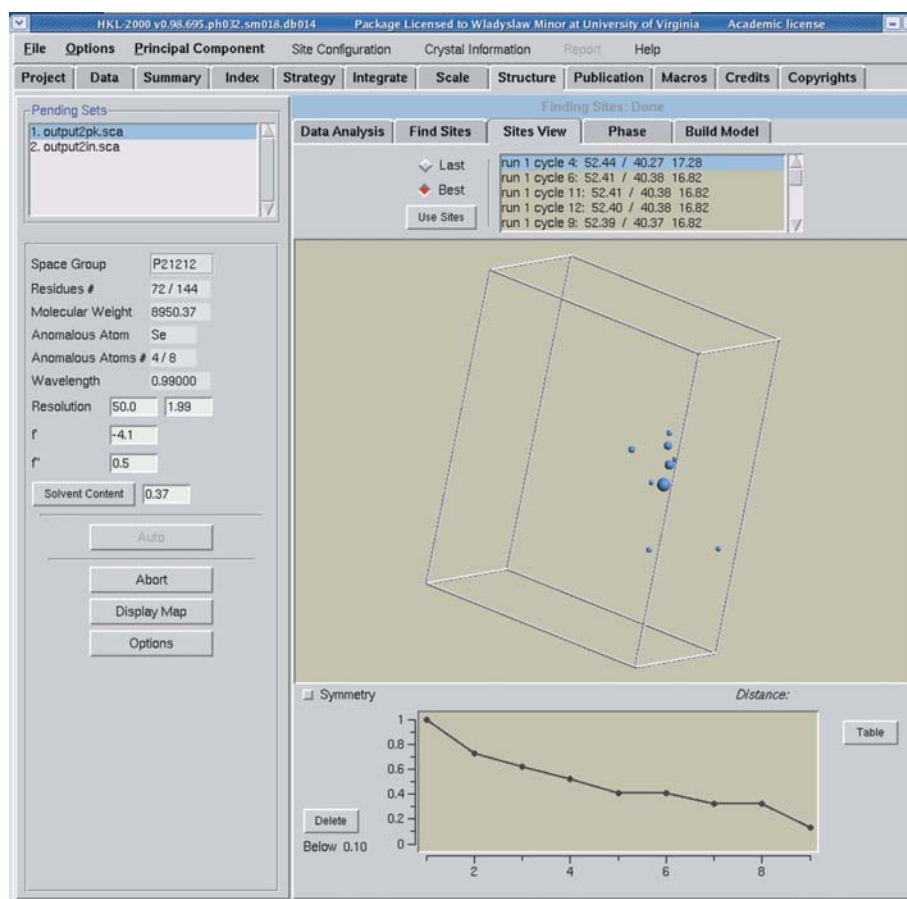 HKL-2000 v0.98.695.ph032.sm018.db014 Package Licensed to Wladyslaw Minor at University of Virginia Academic license
File Options Principal Component Site Configuration Crystal Information Report Help
Project Data Summary Index Strategy Integrate Scale Structure Publication Macros Credits Copyrights
Pending Sets
1. output2pk.sca
2. output2in.sca
Finding Sites: Done
Data Analysis Find Sites Sites View Phase Build Model
Last
Best
Use Sites
run 1 cycle 4: 52.44 / 40.27 17.28
run 1 cycle 6: 52.41 / 40.38 16.82
run 1 cycle 11: 52.41 / 40.38 16.82
run 1 cycle 12: 52.40 / 40.38 16.82
run 1 cycle 9: 52.39 / 40.37 16.82
Space Group P21212
Residues # 72 / 144
Molecular Weight 8950.37
Anomalous Atom Se
Anomalous Atoms # 4 / 8
Wavelength 0.99000
Resolution 50.0 1.99
f' -4.1
f" 0.5
Solvent Content 0.37
Auto
Abort
Display Map
Options
Symmetry Distance:
Table
1
0.8
0.6
0.4
0.2
0
Delete
Below 0.10
2 4 6 8